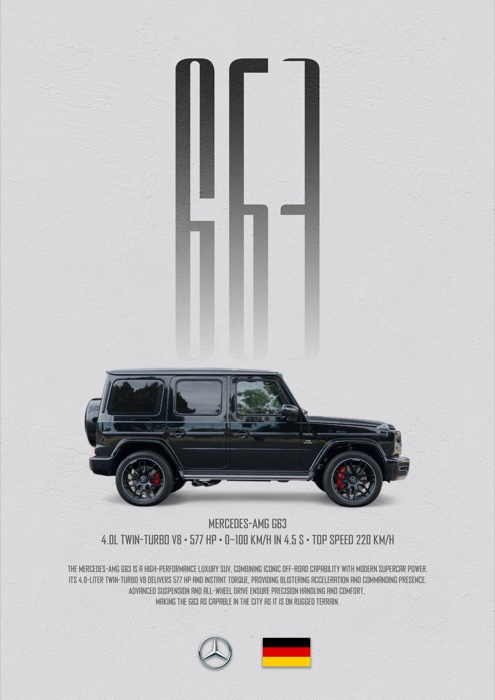 G63
MERCEDES-AMG G63
4.0L TWIN-TURBO V8 • 577 HP • 0–100 KM/H IN 4.5 S • TOP SPEED 220 KM/H
THE MERCEDES-AMG G63 IS A HIGH-PERFORMANCE LUXURY SUV, COMBINING ICONIC OFF-ROAD CAPABILITY WITH MODERN SUPERCAR POWER.
ITS 4.0-LITER TWIN-TURBO V8 DELIVERS 577 HP AND INSTANT TORQUE, PROVIDING BLISTERING ACCELERATION AND COMMANDING PRESENCE.
ADVANCED SUSPENSION AND ALL-WHEEL DRIVE ENSURE PRECISION HANDLING AND COMFORT,
MAKING THE G63 AS CAPABLE IN THE CITY AS IT IS ON RUGGED TERRAIN.